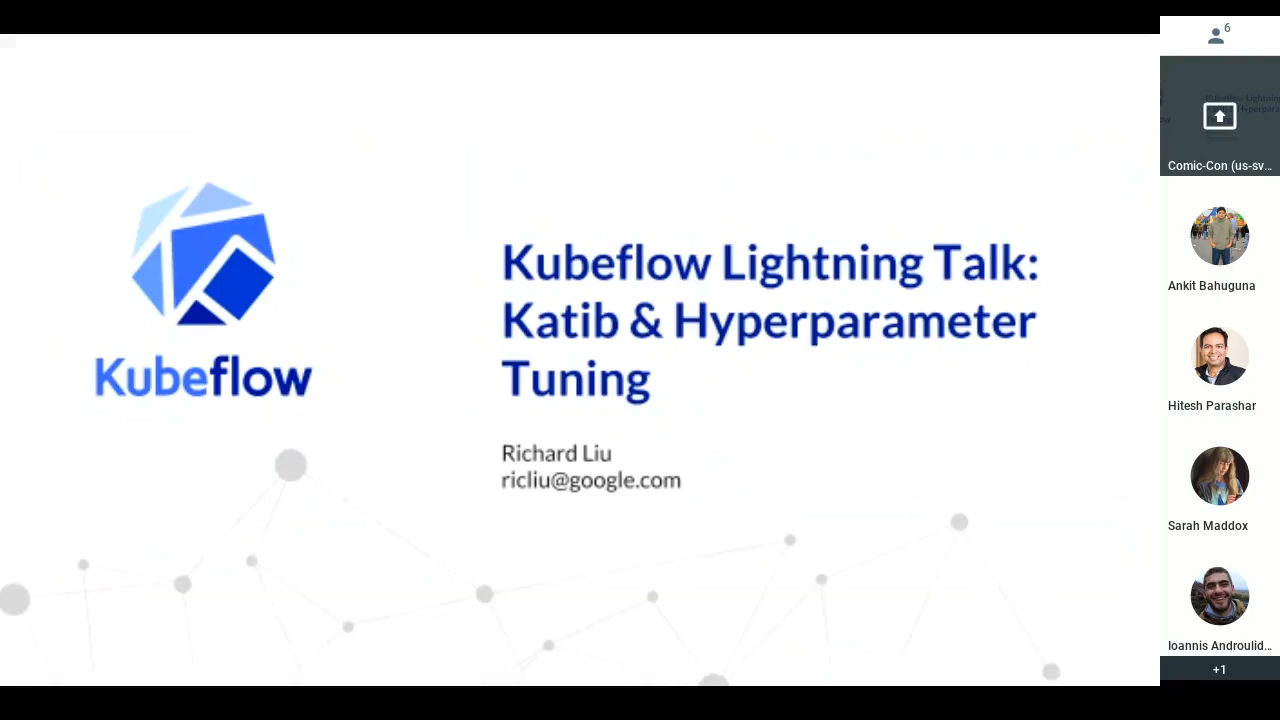 Kubeflow
Kubeflow Lightning Talk:
Katib & Hyperparameter
Tuning
Richard Liu
ricliu@google.com
6
Comic-Con (us-sv...
Ankit Bahuguna
Hitesh Parashar
Sarah Maddox
Ioannis Androulid...
+1